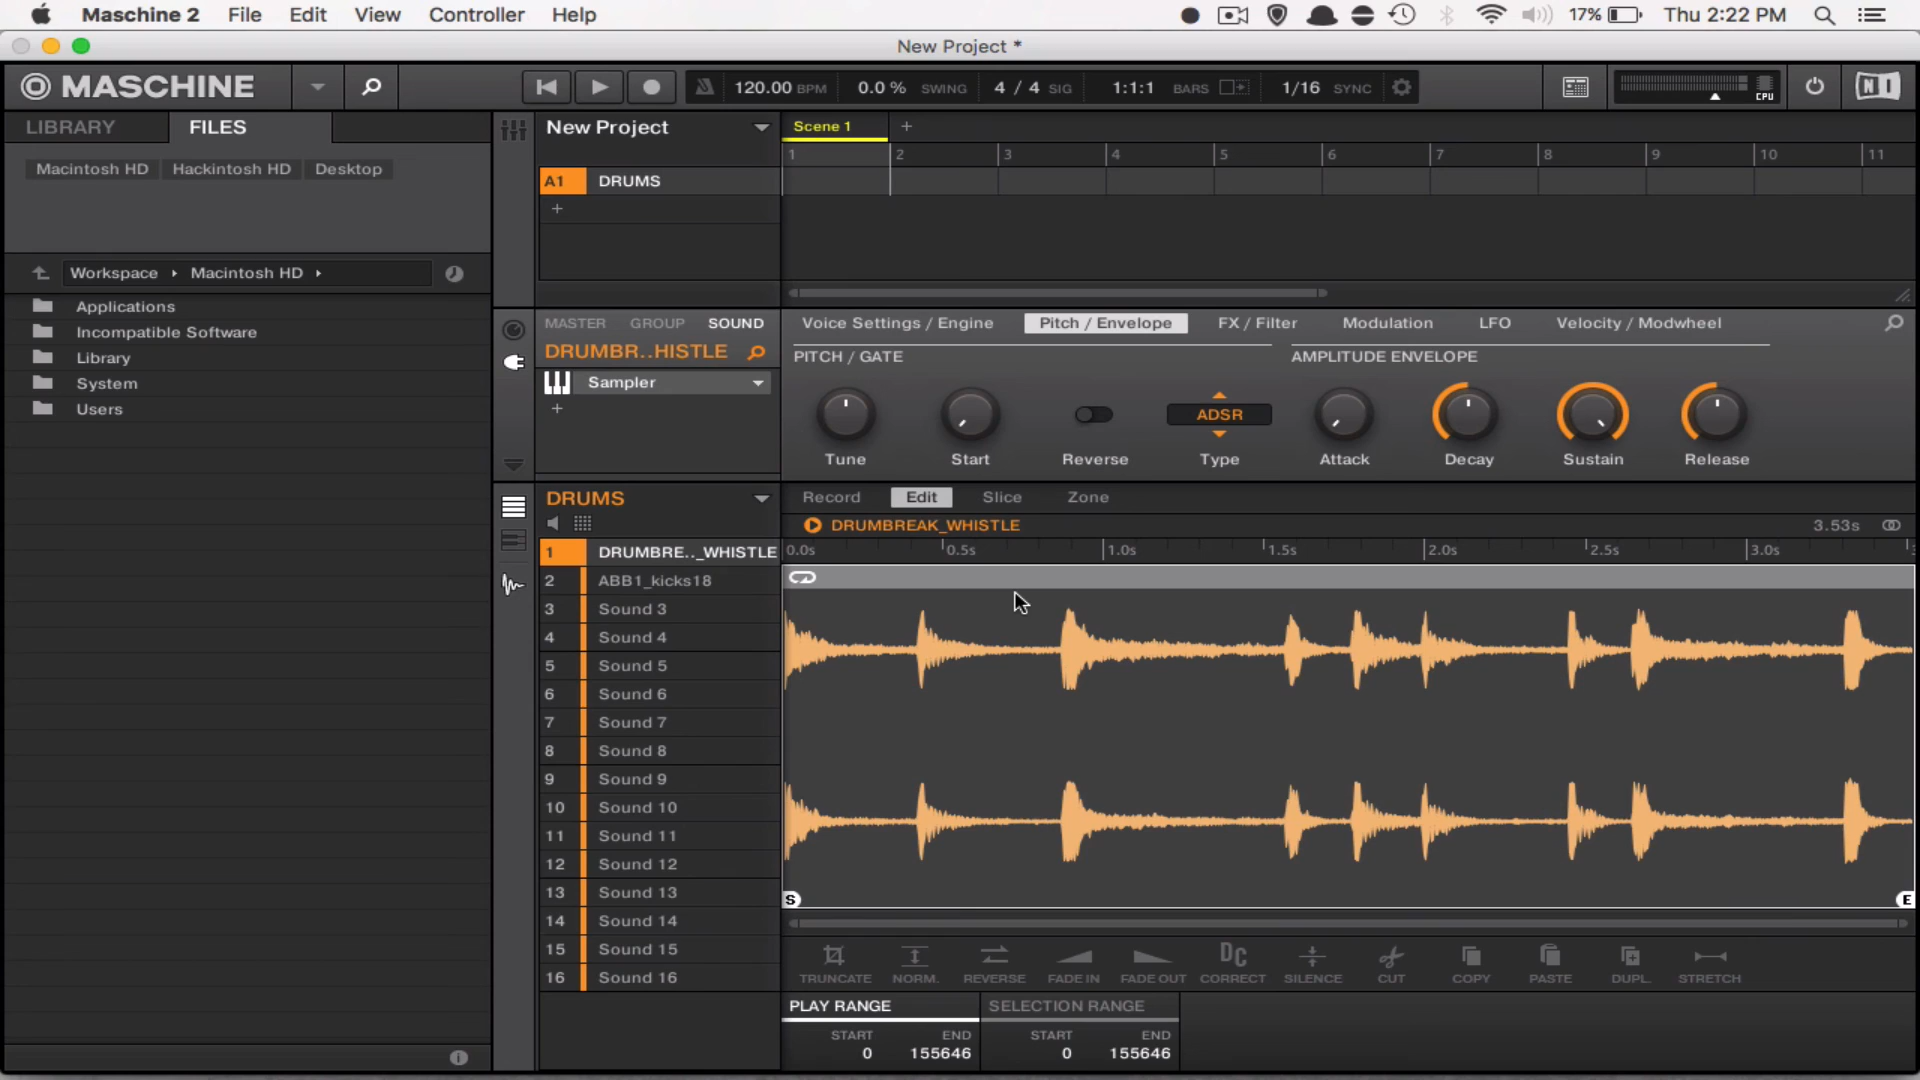 Maschine 2 File Edit View Controller Help 17% Thu 2:22 PM
New Project *
MASCHINE 120.00 BPM 0.0 % SWING 4 / 4 SIG 1:1:1 BARS 1/16 SYNC CPU NI
LIBRARY FILES
Macintosh HD Hackintosh HD Desktop
Workspace Macintosh HD
Applications
Incompatible Software
Library
System
Users
New Project
A1 DRUMS
+
Scene 1 +
1 2 3 4 5 6 7 8 9 10 11
MASTER GROUP SOUND
DRUMBR..HISTLE
Sampler
+
Voice Settings / Engine Pitch / Envelope FX / Filter Modulation LFO Velocity / Modwheel
PITCH / GATE AMPLITUDE ENVELOPE
ADSR
Tune Start Reverse Type Attack Decay Sustain Release
DRUMS
1 DRUMBRE.._WHISTLE
2 ABB1_kicks18
3 Sound 3
4 Sound 4
5 Sound 5
6 Sound 6
7 Sound 7
8 Sound 8
9 Sound 9
10 Sound 10
11 Sound 11
12 Sound 12
13 Sound 13
14 Sound 14
15 Sound 15
16 Sound 16
Record Edit Slice Zone
DRUMBREAK_WHISTLE 3.53s
0.0s 0.5s 1.0s 1.5s 2.0s 2.5s 3.0s
S E
DC
TRUNCATE NORM. REVERSE FADE IN FADE OUT CORRECT SILENCE CUT COPY PASTE DUPL. STRETCH
PLAY RANGE SELECTION RANGE
START END START END
0 155646 0 155646